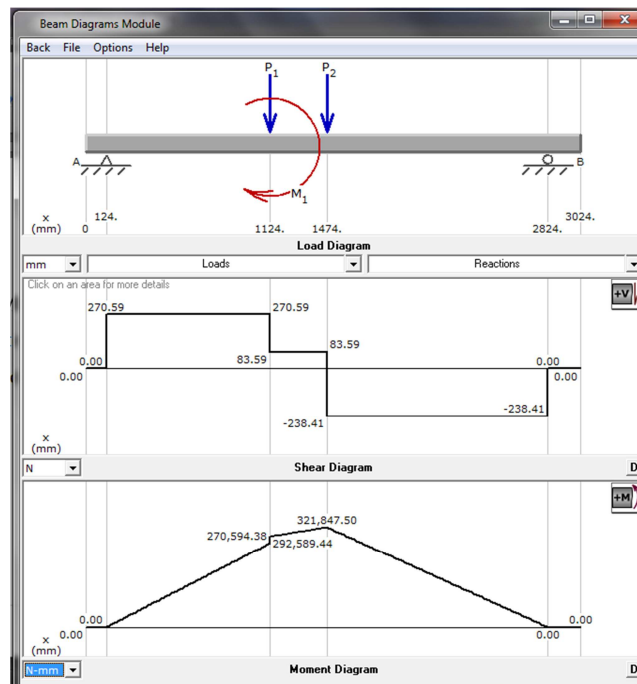 Beam Diagrams Module
Back File Options Help
P1 P2
A B
M1
x 124. 3024.
(mm) 0 1124. 1474. 2824.
Load Diagram
mm Loads Reactions
Click on an area for more details
270.59 270.59 +V
0.00 83.59 0.00
0.00 83.59 0.00
-238.41 -238.41
x
(mm)
N Shear Diagram D
+M
321,847.50
270,594.38
292,589.44
0.00 0.00
0.00 0.00
x
(mm)
N-mm Moment Diagram D